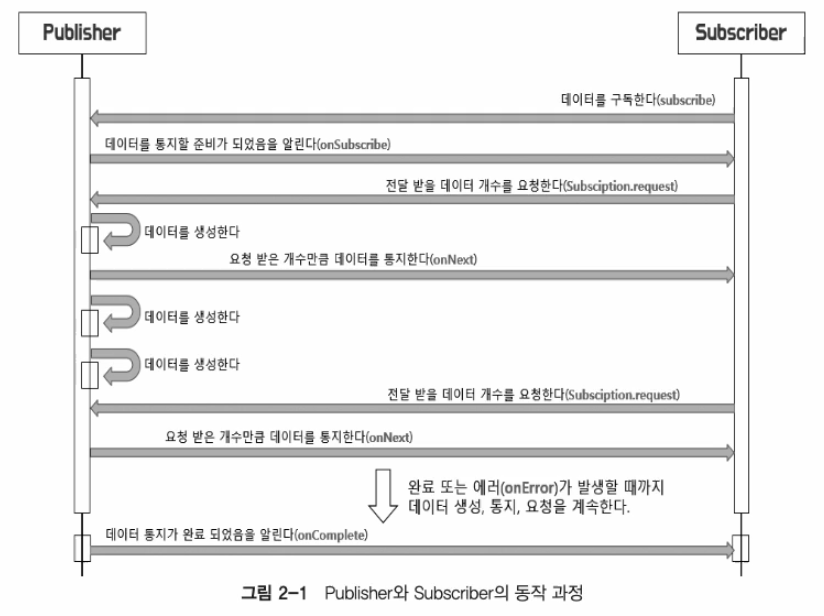 Publisher
Subscriber
데이터를 구독한다(subscribe)
데이터를 통지할 준비가 되었음을 알린다(onSubscribe)
전달 받을 데이터 개수를 요청한다(Subsciption.request)
데이터를 생성한다
요청 받은 개수만큼 데이터를 통지한다(onNext)
데이터를 생성한다
데이터를 생성한다
전달 받을 데이터 개수를 요청한다(Subsciption.request)
요청 받은 개수만큼 데이터를 통지한다(onNext)
완료 또는 에러(onError)가 발생할 때까지
데이터 생성, 통지, 요청을 계속한다.
데이터 통지가 완료 되었음을 알린다(onComplete)
그림 2-1 Publisher와 Subscriber의 동작 과정